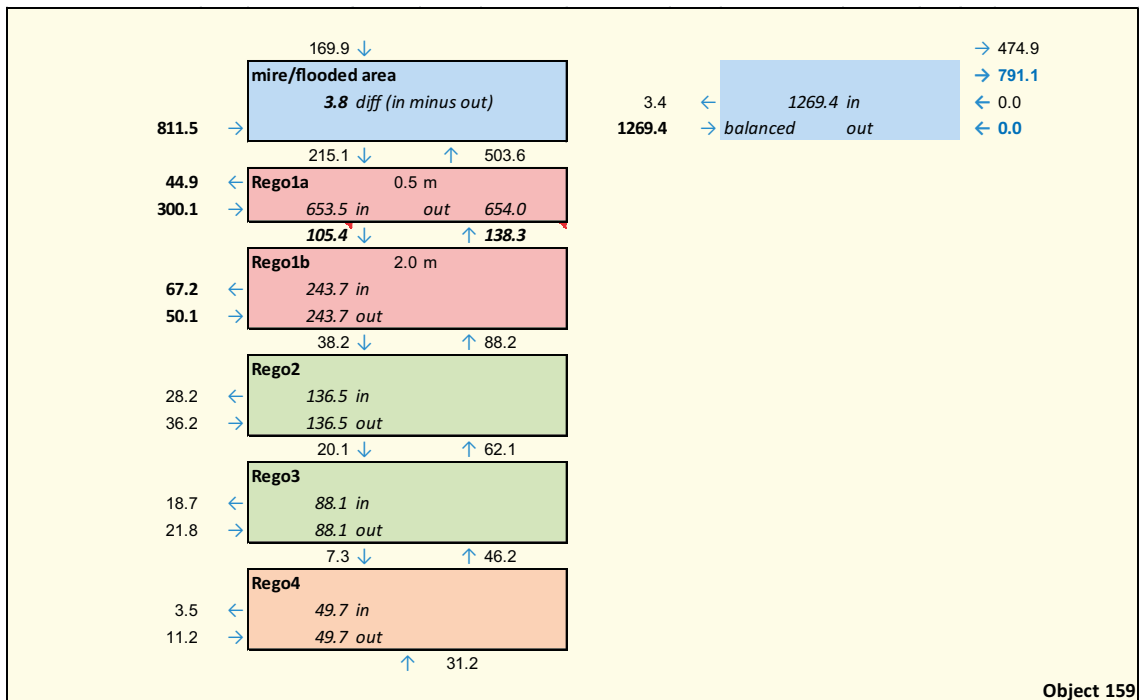 169.9 ↓ → 474.9
mire/flooded area → 791.1
3.8 diff (in minus out) 3.4 ← 1269.4 in ← 0.0
811.5 → 1269.4 → balanced out ← 0.0
215.1 ↓ ↑ 503.6
44.9 ← Rego1a 0.5 m
300.1 → 653.5 in out 654.0
105.4 ↓ ↑ 138.3
Rego1b 2.0 m
67.2 ← 243.7 in
50.1 → 243.7 out
38.2 ↓ ↑ 88.2
Rego2
28.2 ← 136.5 in
36.2 → 136.5 out
20.1 ↓ ↑ 62.1
Rego3
18.7 ← 88.1 in
21.8 → 88.1 out
7.3 ↓ ↑ 46.2
Rego4
3.5 ← 49.7 in
11.2 → 49.7 out
↑ 31.2
Object 159